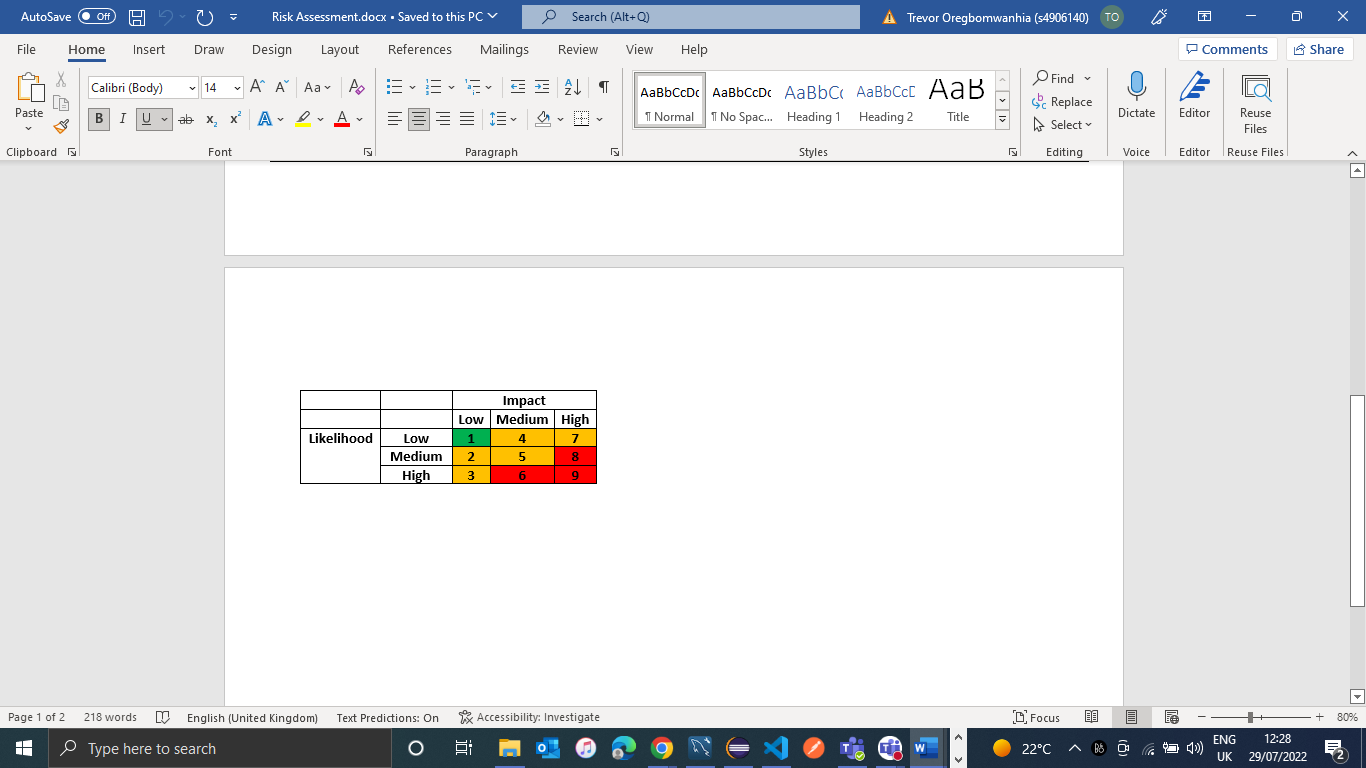 AutoSave Off Risk Assessment.docx • Saved to this PC Search (Alt+Q) Trevor Oregbomwanhia (s4906140) TO
File Home Insert Draw Design Layout References Mailings Review View Help Comments Share
Paste
Calibri (Body) 14 A A Aa A
B I U ab x2 x2 A A
AaBbCcDc AaBbCcDc AaBbCc AaBbCcD AaB
¶ Normal ¶ No Spac... Heading 1 Heading 2 Title
Find
Replace
Select
Dictate
Editor
Reuse
Files
Clipboard Font Paragraph Styles Editing Voice Editor Reuse Files
Impact
Low Medium High
Likelihood Low 1 4 7
Medium 2 5 8
High 3 6 9
Page 1 of 2 218 words English (United Kingdom) Text Predictions: On Accessibility: Investigate Focus 80%
Type here to search 22°C ENG 12:28
UK 29/07/2022 2